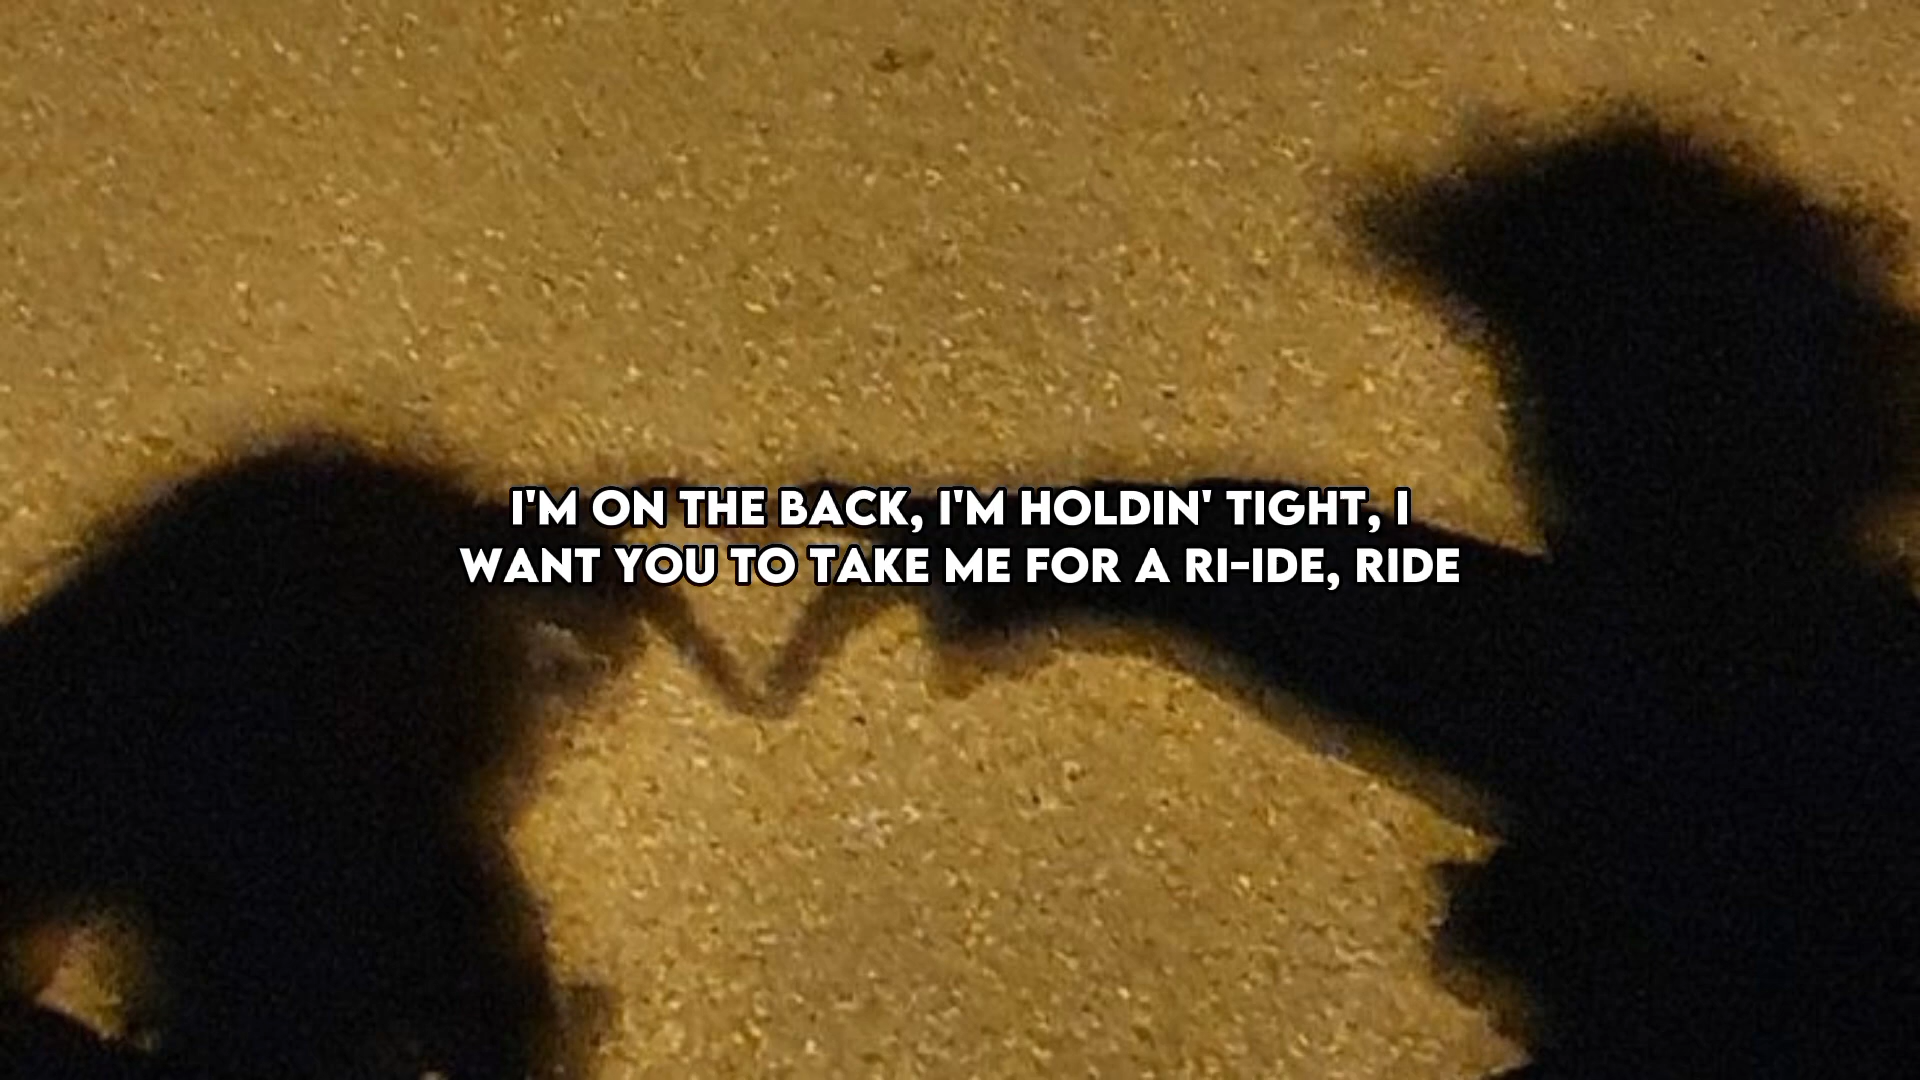 I'M ON THE BACK, I'M HOLDIN' TIGHT, I
WANT YOU TO TAKE ME FOR A RI-IDE, RIDE